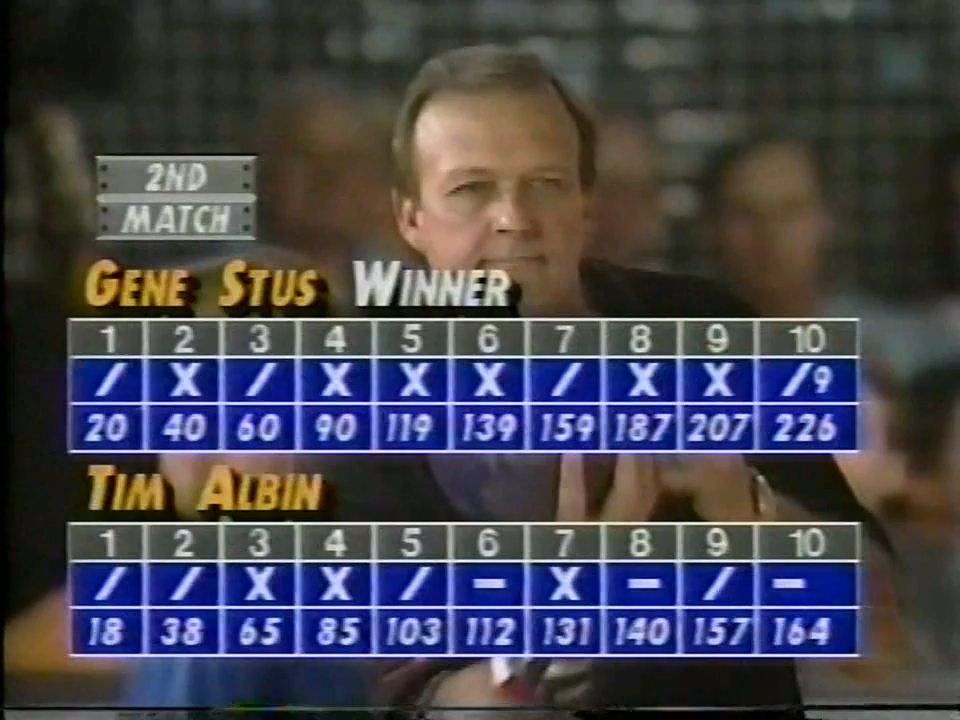 2ND
MATCH
GENE STUS WINNER
1 2 3 4 5 6 7 8 9 10
/ X / X X X / X X /9
20 40 60 90 119 139 159 187 207 226
TIM ALBIN
1 2 3 4 5 6 7 8 9 10
/ / X X / - X - / -
18 38 65 85 103 112 131 140 157 164